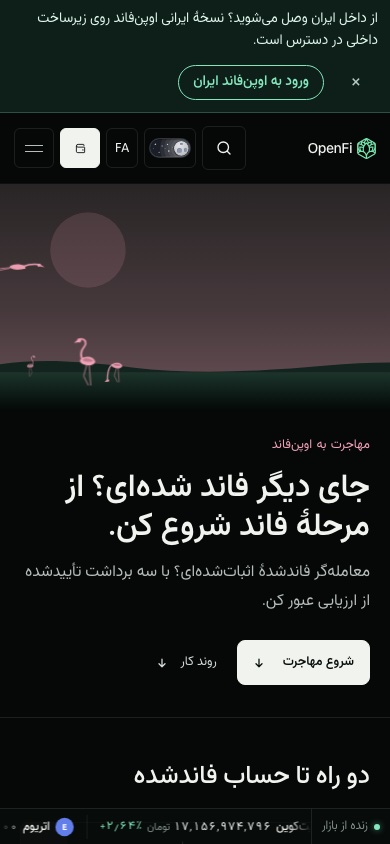 از داخل ایران وصل می‌شوید؟ نسخهٔ ایرانی اوپن‌فاند روی زیرساخت
داخلی در دسترس است.
ورود به اوپن‌فاند ایران
×
OpenFi
FA
مهاجرت به اوپن‌فاند
جای دیگر فاند شده‌ای؟ از
مرحلهٔ فاند شروع کن.
معامله‌گر فاندشدهٔ اثبات‌شده‌ای؟ با سه برداشت تأییدشده
از ارزیابی عبور کن.
شروع مهاجرت ↓
روند کار ↓
دو راه تا حساب فاندشده
زنده از بازار
‌کوین ۱۷,۱۵۶,۹۷۴,۷۹۶ تومان +۲٫۶۴٪
E اتریوم